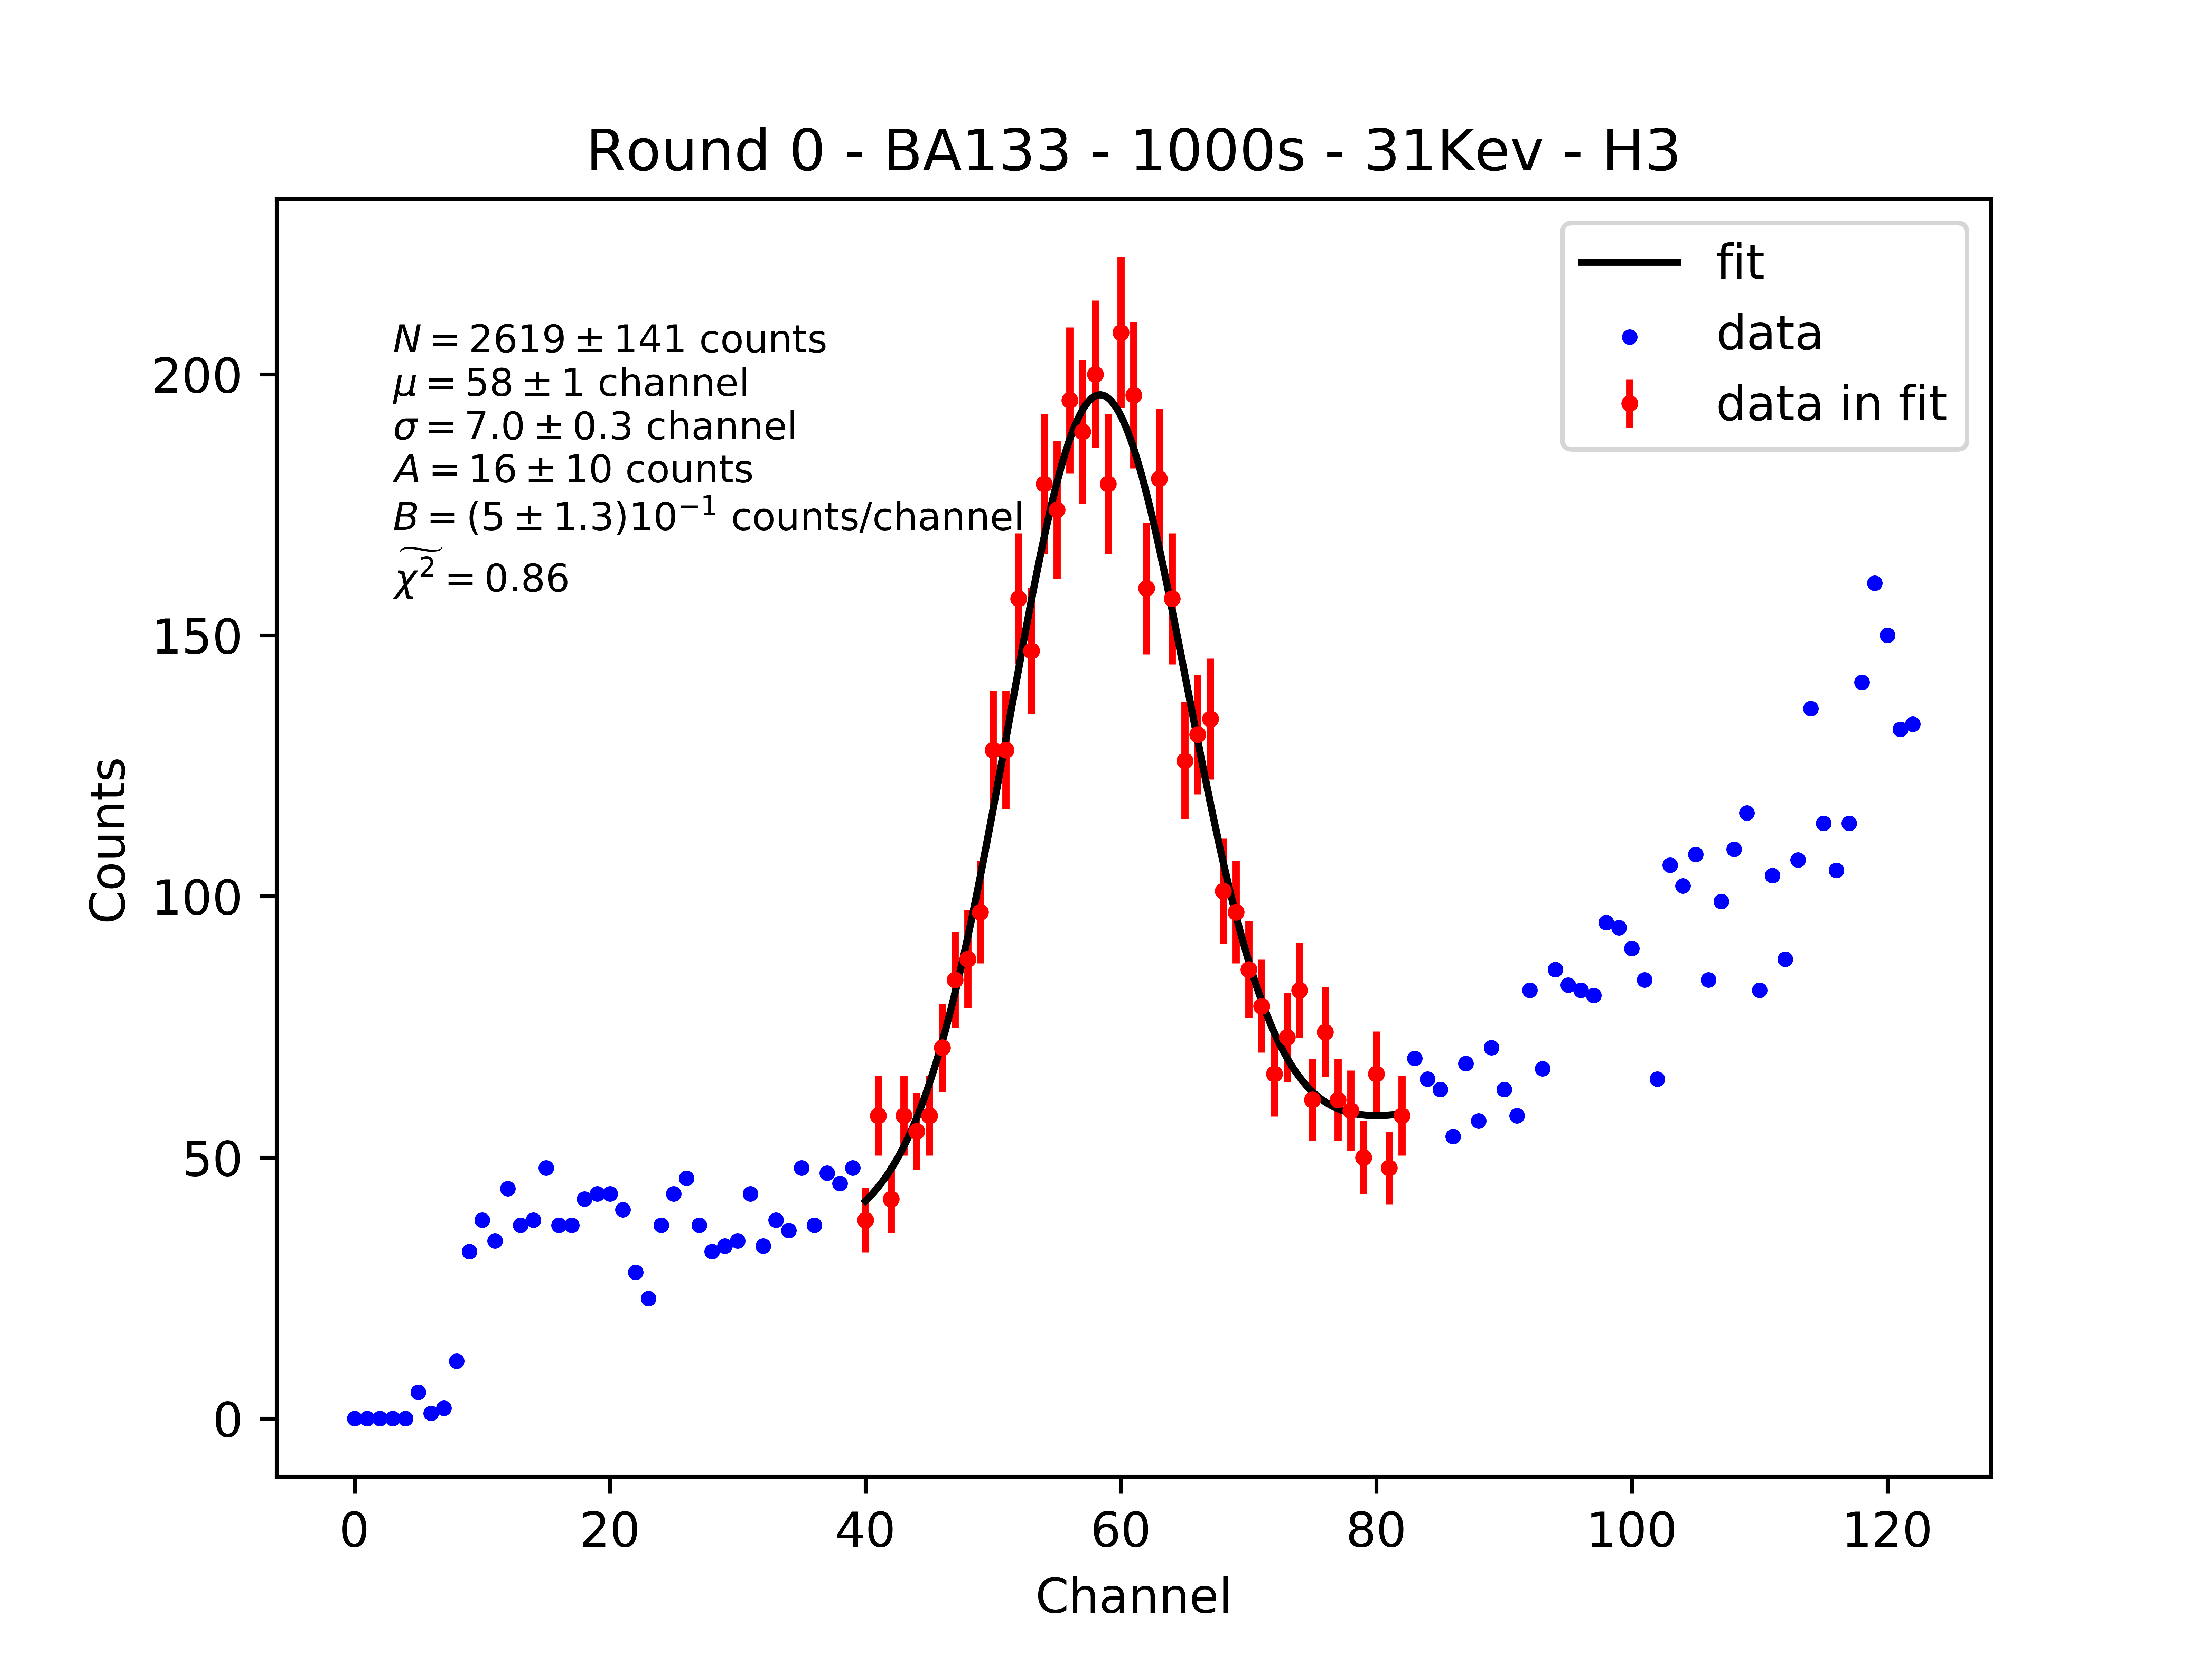 Round 0 - BA133 - 1000s - 31Kev - H3
fit
data
data in fit
N = 2619 ± 141 counts
μ = 58 ± 1 channel
σ = 7.0 ± 0.3 channel
A = 16 ± 10 counts
B = (5 ± 1.3)10⁻¹ counts/channel
χ̃² = 0.86
200
150
100
50
0
Counts
0 20 40 60 80 100 120
Channel